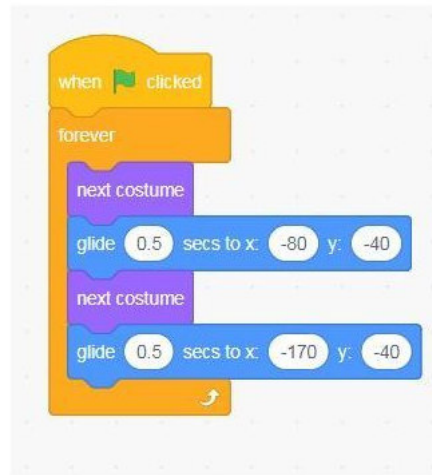 when clicked
forever
next costume
glide 0.5 secs to x: -80 y: -40
next costume
glide 0.5 secs to x: -170 y: -40